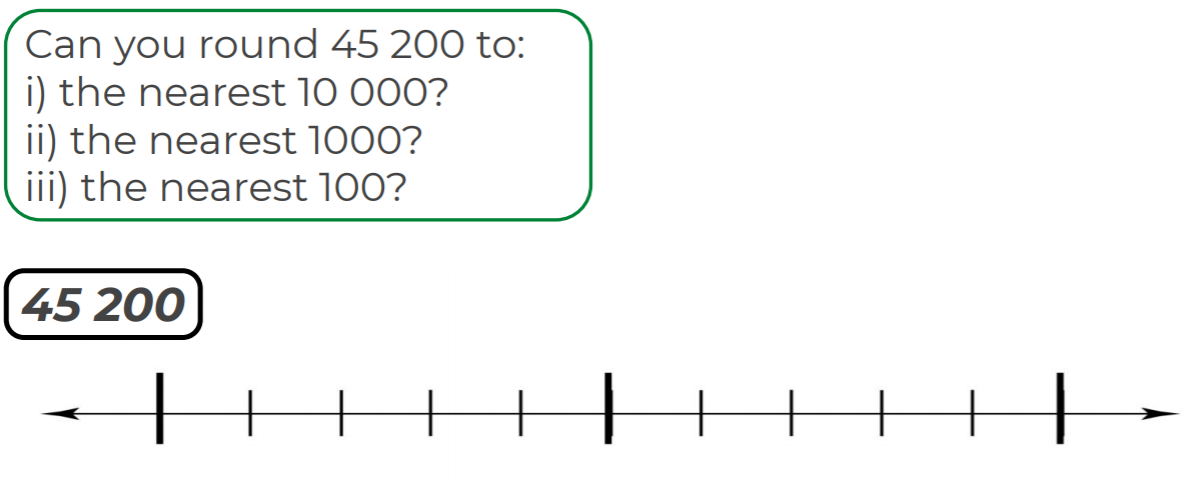 Can you round 45 200 to:
i) the nearest 10 000?
ii) the nearest 1000?
iii) the nearest 100?
45 200